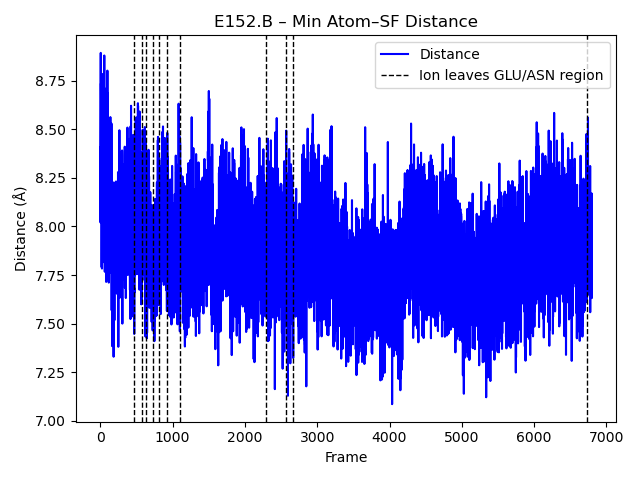 E152.B – Min Atom–SF Distance
Distance
Ion leaves GLU/ASN region
Distance (Å)
8.75
8.50
8.25
8.00
7.75
7.50
7.25
7.00
0 1000 2000 3000 4000 5000 6000 7000
Frame